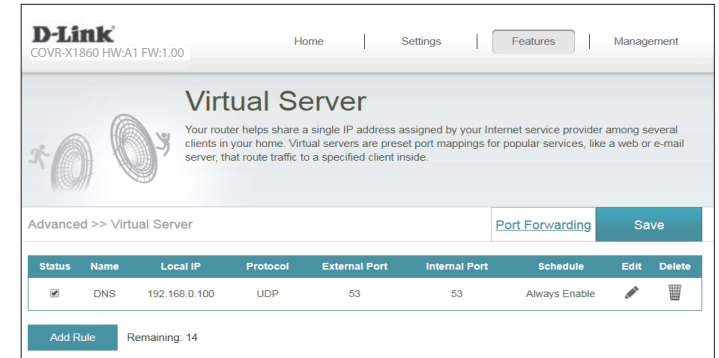 D-Link
COVR-X1860 HW:A1 FW:1.00
Home | Settings | Features | Management
Virtual Server
Your router helps share a single IP address assigned by your Internet service provider among several
clients in your home. Virtual servers are preset port mappings for popular services, like a web or e-mail
server, that route traffic to a specified client inside.
Advanced >> Virtual Server
Port Forwarding
Save
Status Name Local IP Protocol External Port Internal Port Schedule Edit Delete
DNS 192.168.0.100 UDP 53 53 Always Enable
Add Rule Remaining: 14